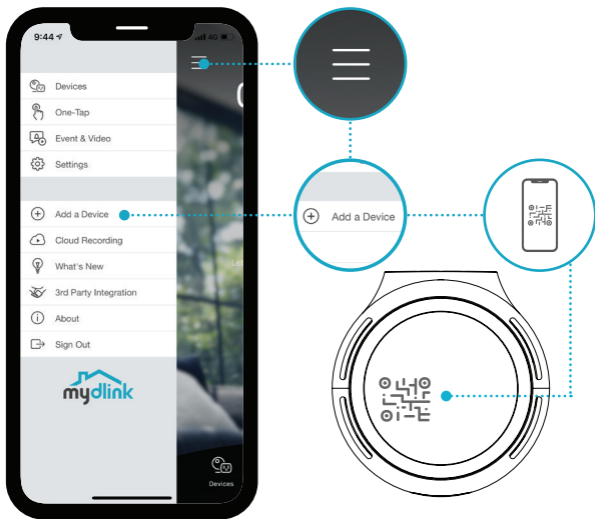 9:44
4G
Devices
One-Tap
Event & Video
Settings
Add a Device
Cloud Recording
What's New
3rd Party Integration
About
Sign Out
mydlink
Devices
Add a Device